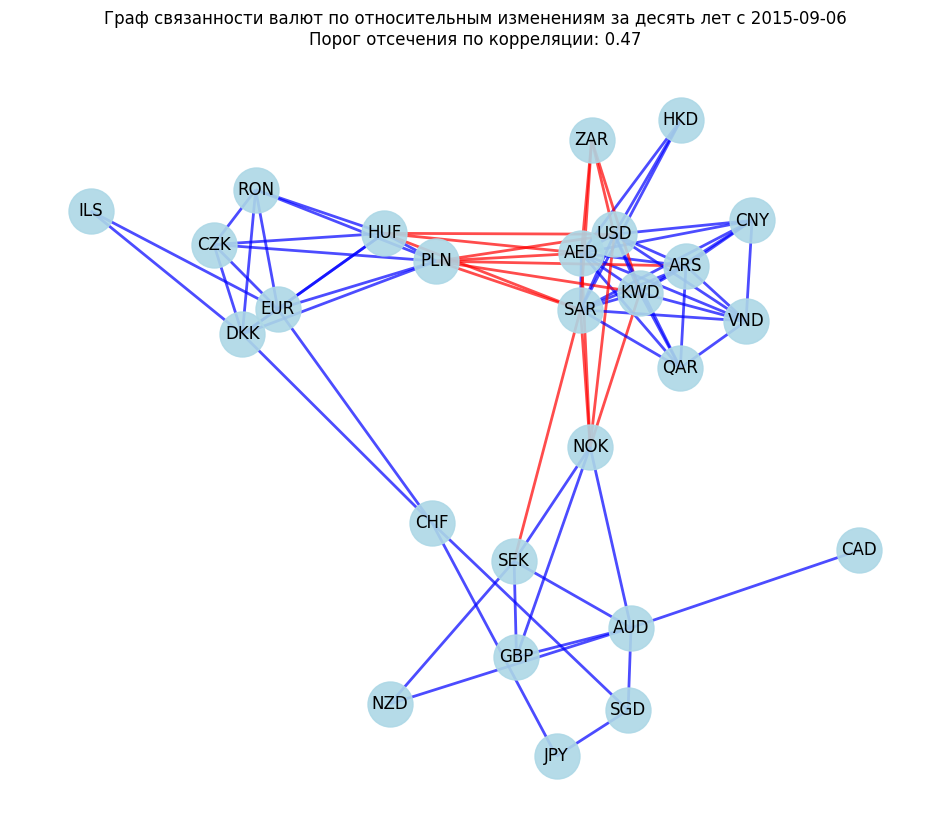 Граф связанности валют по относительным изменениям за десять лет с 2015-09-06
Порог отсечения по корреляции: 0.47
HKD
ZAR
RON
ILS
CNY
HUF
USD
CZK
AED
PLN
ARS
KWD
EUR
SAR
VND
DKK
QAR
NOK
CHF
CAD
SEK
AUD
GBP
NZD
SGD
JPY